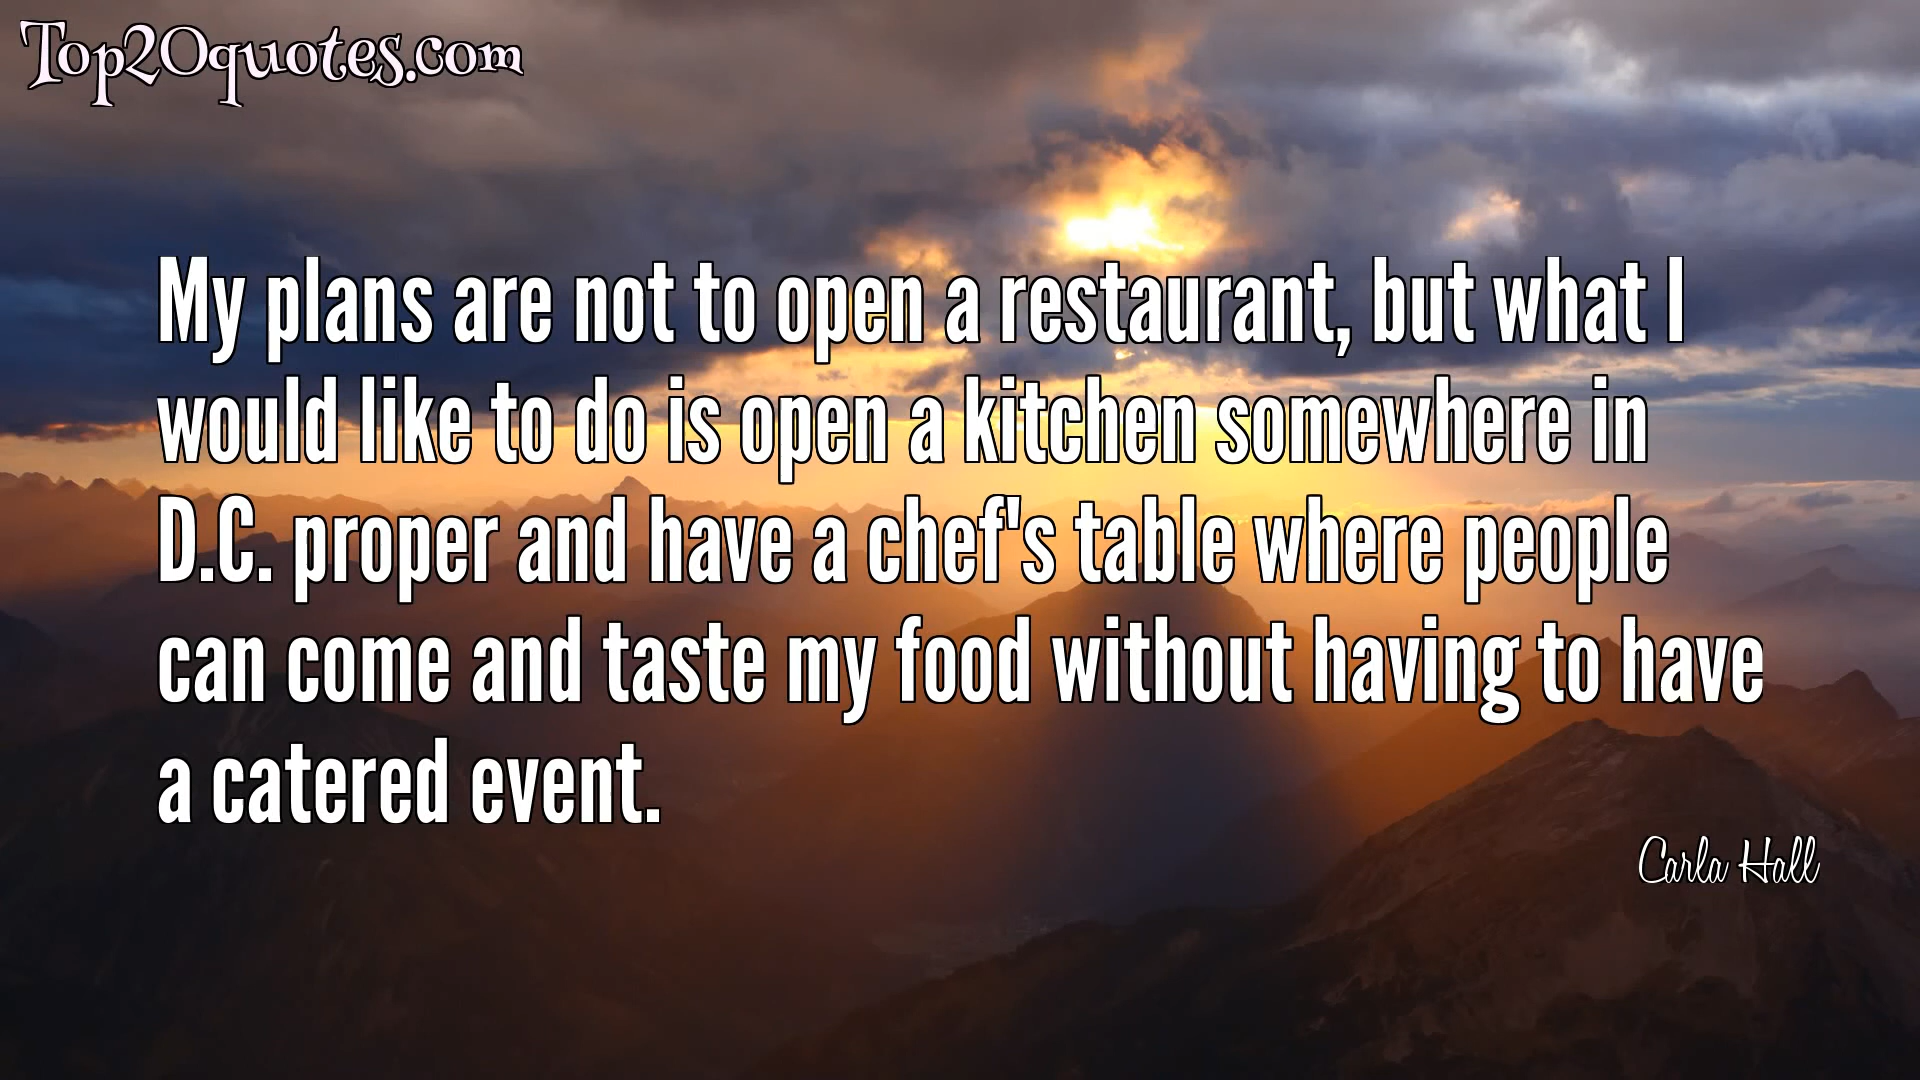 Top20quotes.com
My plans are not to open a restaurant, but what I
would like to do is open a kitchen somewhere in
D.C. proper and have a chef's table where people
can come and taste my food without having to have
a catered event.
Carla Hall